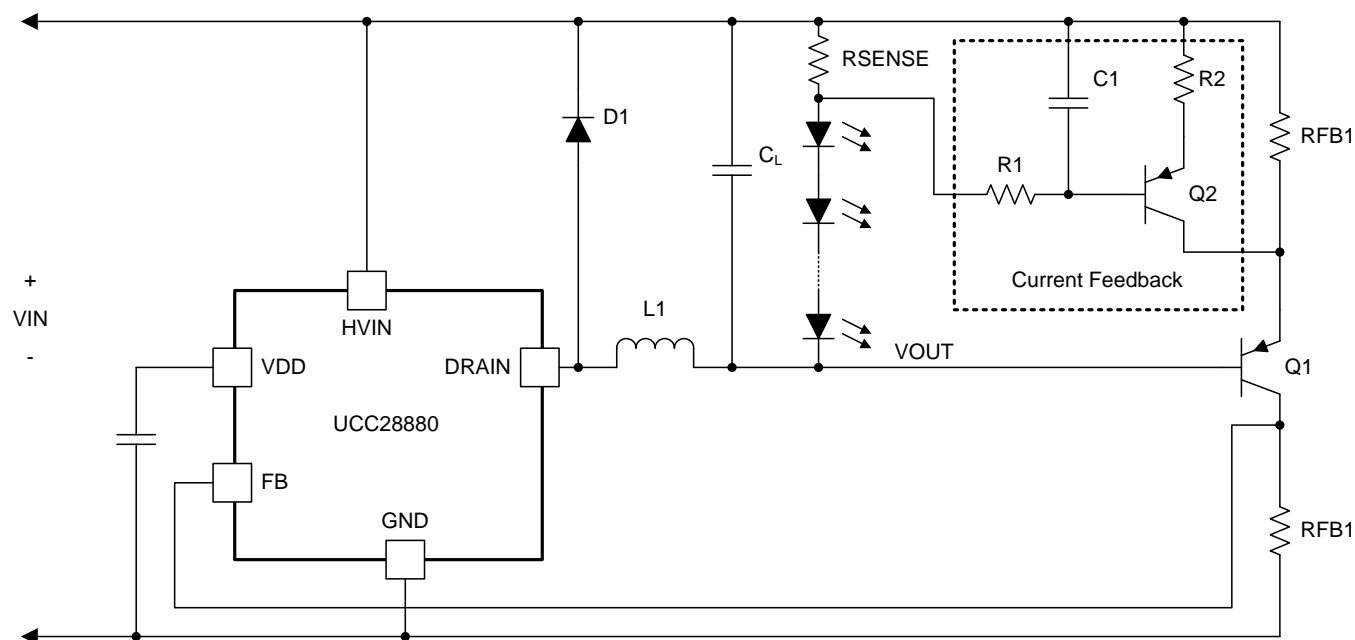 RSENSE
C1
R2
D1
RFB1
CL
R1
Q2
+
VIN
-
Current Feedback
HVIN
L1
VDD
DRAIN
VOUT
Q1
UCC28880
FB
GND
RFB1